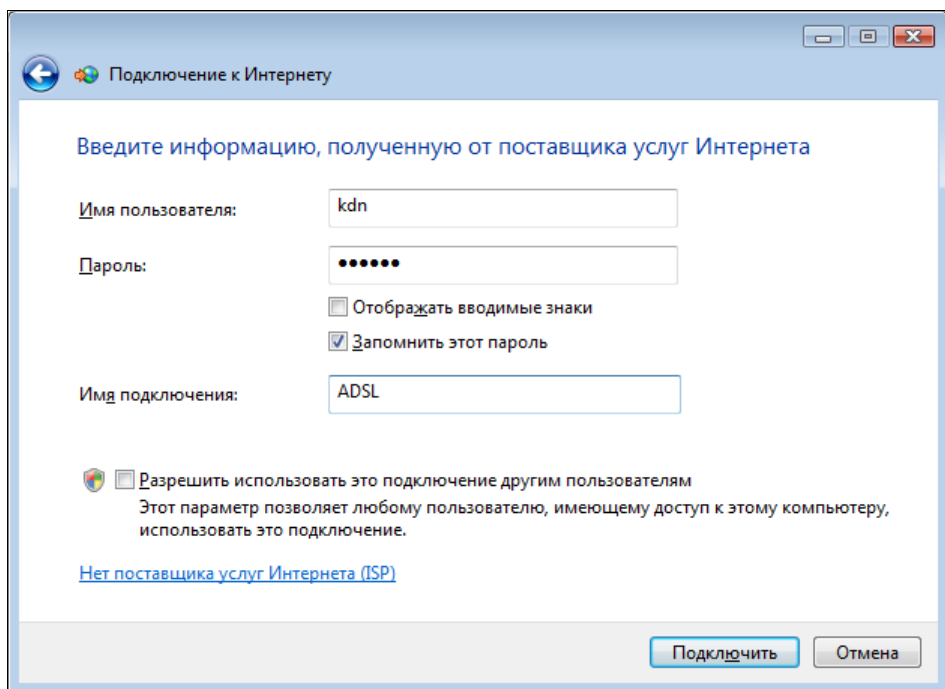 Подключение к Интернету
Введите информацию, полученную от поставщика услуг Интернета
Имя пользователя: kdn
Пароль: ●●●●●●
Отображать вводимые знаки
Запомнить этот пароль
Имя подключения: ADSL
Разрешить использовать это подключение другим пользователям
Этот параметр позволяет любому пользователю, имеющему доступ к этому компьютеру,
использовать это подключение.
Нет поставщика услуг Интернета (ISP)
Подключить Отмена